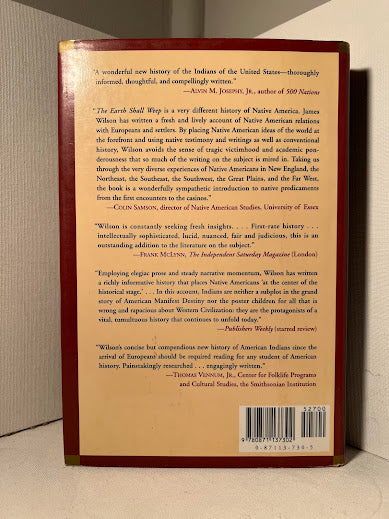 "A wonderful new history of the Indians of the United States—thoroughly
informed, thoughtful, and compellingly written."
—ALVIN M. JOSEPHY, JR., author of 500 Nations
"The Earth Shall Weep is a very different history of Native America. James
Wilson has written a fresh and lively account of Native American relations
with Europeans and settlers. By placing Native American ideas of the world at
the forefront and using native testimony and writings as well as conventional
history, Wilson avoids the sense of tragic victimhood and academic pon-
derousness that so much of the writing on the subject is mired in. Taking us
through the very diverse experiences of Native Americans in New England, the
Northeast, the Southeast, the Southwest, the Great Plains, and the Far West,
the book is a wonderfully sympathetic introduction to native predicaments
from the first encounters to the casinos."
—COLIN SAMSON, director of Native American Studies, University of Essex
"Wilson is constantly seeking fresh insights. . . . First-rate history . . .
intellectually sophisticated, lucid, nuanced, fair and judicious, this is an
outstanding addition to the literature on the subject."
—FRANK MCLYNN, The Independent Saturday Magazine (London)
"Employing elegiac prose and steady narrative momentum, Wilson has written
a richly informative history that places Native Americans 'at the center of the
historical stage.' . . . In this account, Indians are neither a subplot in the grand
story of American Manifest Destiny nor the poster children for all that is
wrong and rapacious about Western Civilization: they are the protagonists of a
vital, tumultuous history that continues to unfold today."
—Publishers Weekly (starred review)
"Wilson's concise but compendious new history of American Indians since the
arrival of Europeans should be required reading for any student of American
history. Painstakingly researched . . . engagingly written."
—THOMAS VENNUM, JR., Center for Folklife Programs
and Cultural Studies, the Smithsonian Institution
52700
9 780871 137302
0-87113-730-5